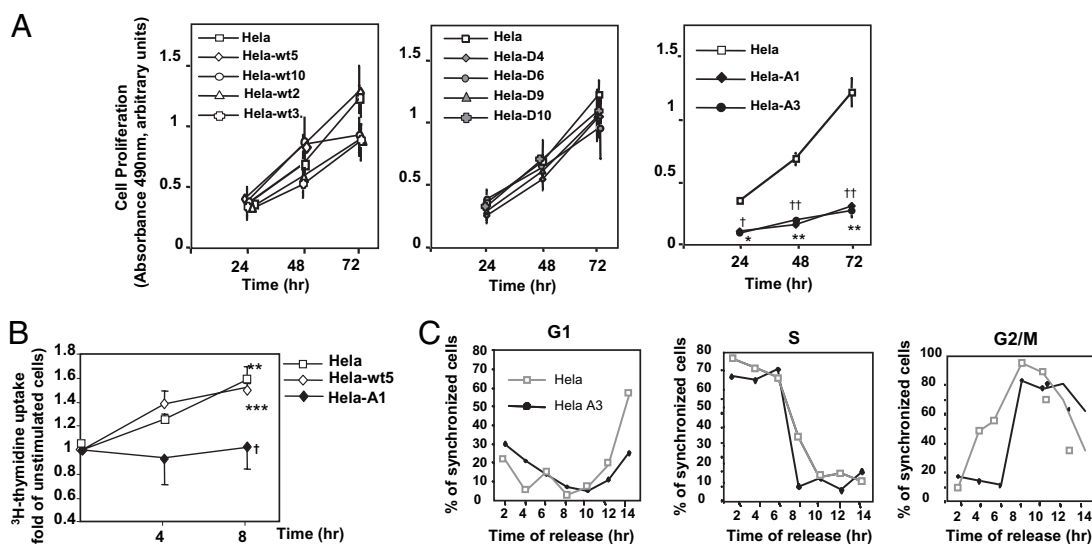 A
Cell Proliferation
(Absorbance 490nm, arbitrary units)
1.5
1
0.5
0
Hela
Hela-wt5
Hela-wt10
Hela-wt2
Hela-wt3.
24 48 72
Time (hr)
1.5
1
0.5
0
Hela
Hela-D4
Hela-D6
Hela-D9
Hela-D10
24 48 72
Time (hr)
1.5
1
0.5
0
Hela
Hela-A1
Hela-A3
† †† ††
* ** **
24 48 72
Time (hr)
B
³H-thymidine uptake
fold of unstimulated cells)
1.8
1.6
1.4
1.2
1.0
0.8
0.6
0.4
**
***
†
Hela
Hela-wt5
Hela-A1
4 8
Time (hr)
C
G1
% of synchronized cells
80
70
60
50
40
30
20
10
0
Hela
Hela A3
2 4 6 8 10 12 14
Time of release (hr)
S
% of synchronized cells
80
70
60
50
40
30
20
10
0
2 4 6 8 10 12 14
Time of release (hr)
G2/M
% of synchronized cells
100
80
60
40
20
0
2 4 6 8 10 12 14
Time of release (hr)